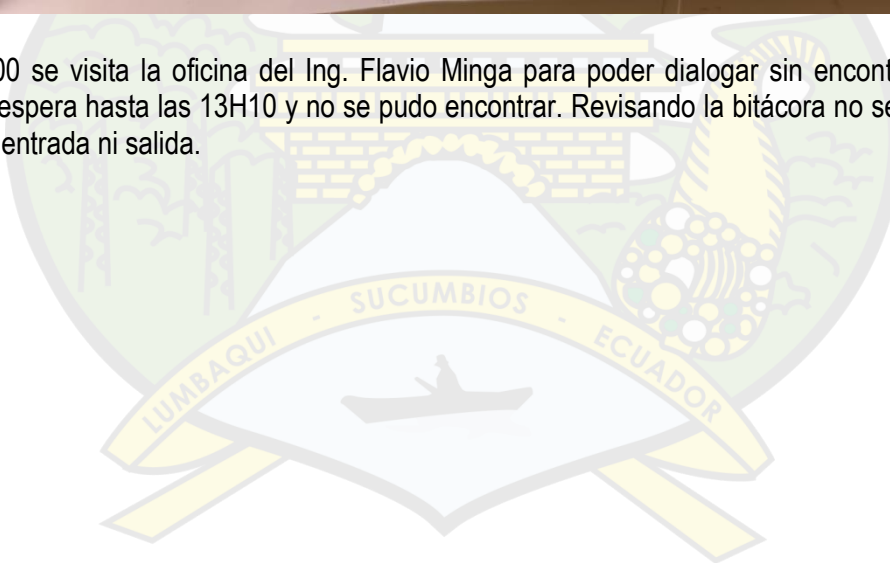 00 se visita la oficina del Ing. Flavio Minga para poder dialogar sin encont
espera hasta las 13H10 y no se pudo encontrar. Revisando la bitácora no se
entrada ni salida.
LUMBAQUI - SUCUMBIOS - ECUADOR